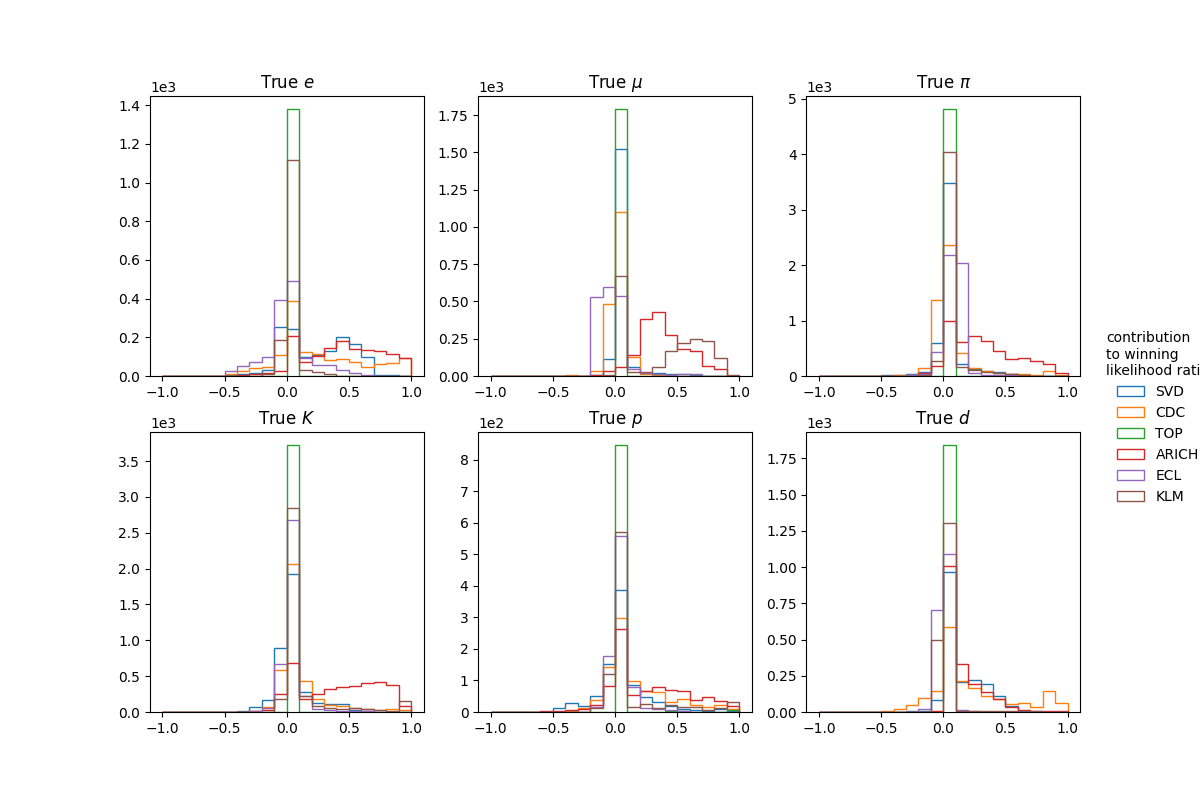 True e
1e3
1.4
1.2
1.0
0.8
0.6
0.4
0.2
0.0
−1.0 −0.5 0.0 0.5 1.0
True μ
1e3
1.75
1.50
1.25
1.00
0.75
0.50
0.25
0.00
−1.0 −0.5 0.0 0.5 1.0
True π
1e3
5
4
3
2
1
0
−1.0 −0.5 0.0 0.5 1.0
True K
1e3
3.5
3.0
2.5
2.0
1.5
1.0
0.5
0.0
−1.0 −0.5 0.0 0.5 1.0
True p
1e2
8
7
6
5
4
3
2
1
0
−1.0 −0.5 0.0 0.5 1.0
True d
1e3
1.75
1.50
1.25
1.00
0.75
0.50
0.25
0.00
−1.0 −0.5 0.0 0.5 1.0
contribution
to winning
likelihood rati
SVD
CDC
TOP
ARICH
ECL
KLM